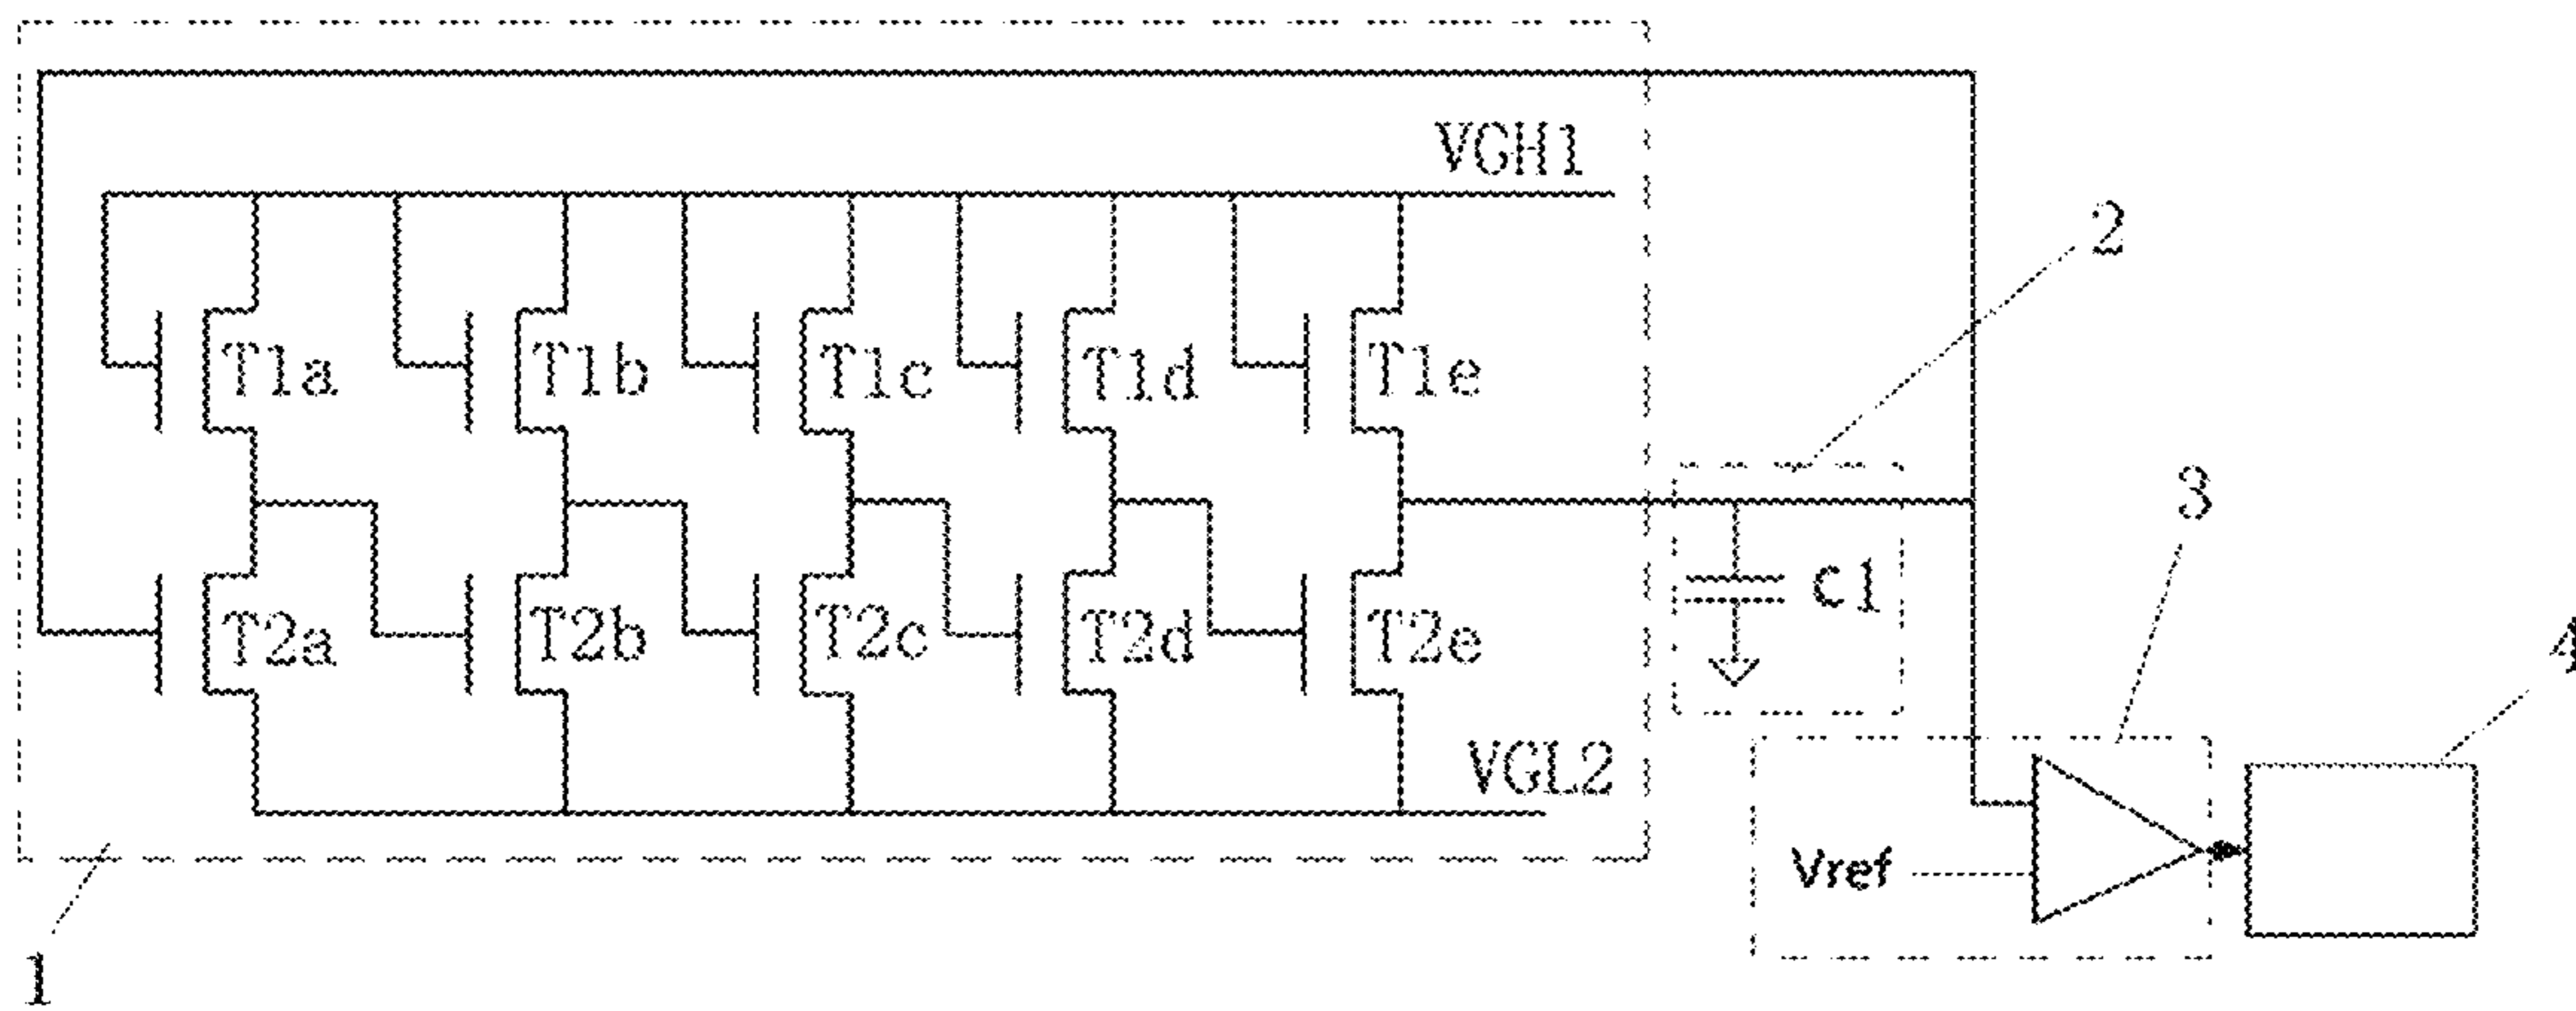 VGH1
2
T1a T1b T1c T1d T1e
3
c1
T2a T2b T2c T2d T2e
4
VGL2
Vref
1